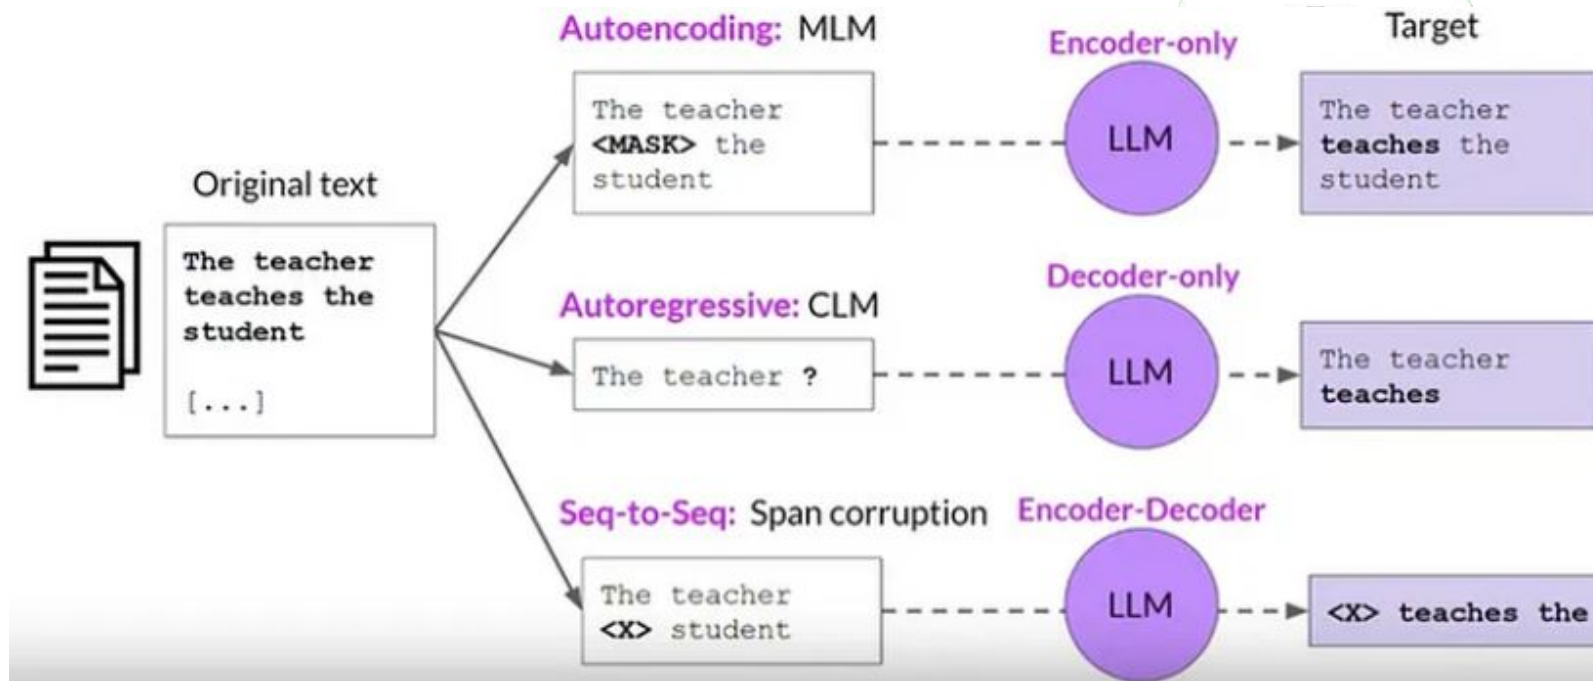 Original text
The teacher
teaches the
student
[...]
Autoencoding: MLM
The teacher
<MASK> the
student
Encoder-only
LLM
Target
The teacher
teaches the
student
Autoregressive: CLM
The teacher ?
Decoder-only
LLM
The teacher
teaches
Seq-to-Seq: Span corruption
The teacher
<X> student
Encoder-Decoder
LLM
<X> teaches the